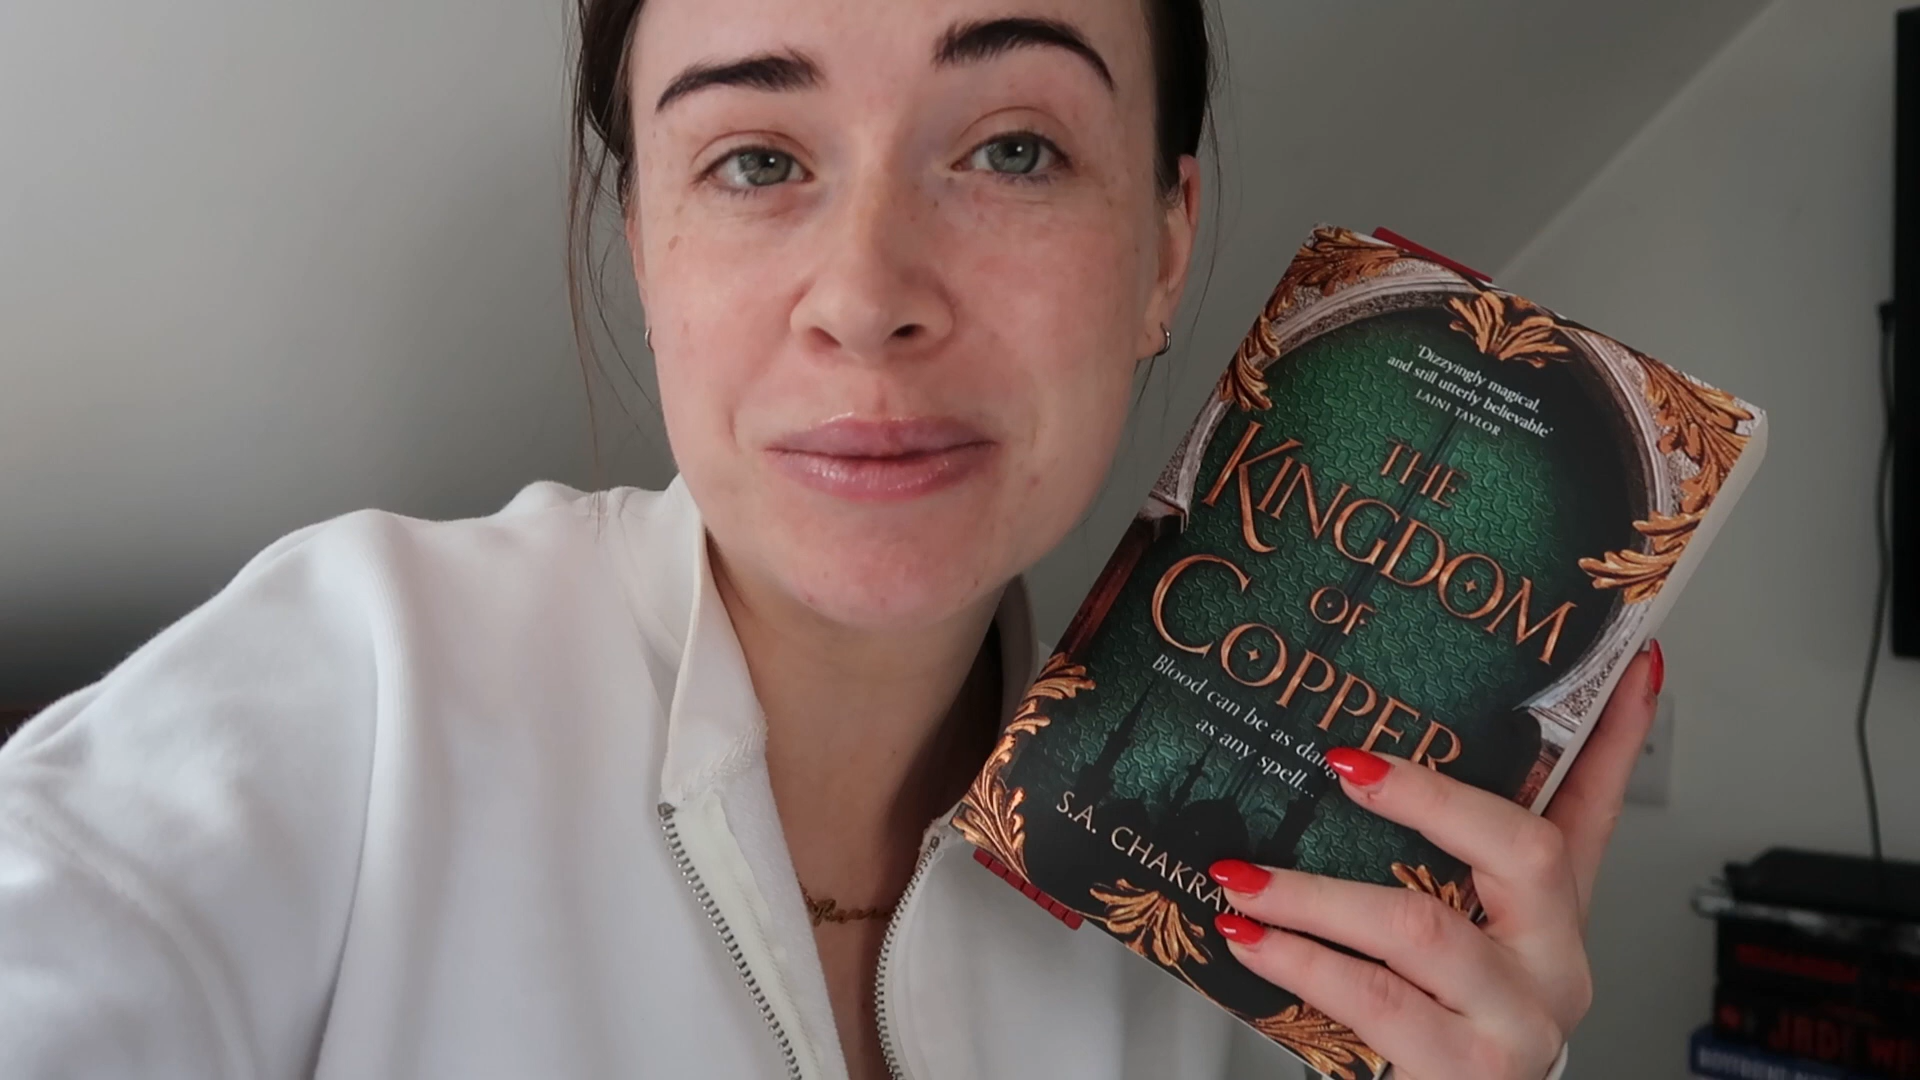 'Dizzyingly magical,
and still utterly believable'
LAINI TAYLOR
THE
KINGDOM
OF
COPPER
Blood can be as
as any spell...
S.A.